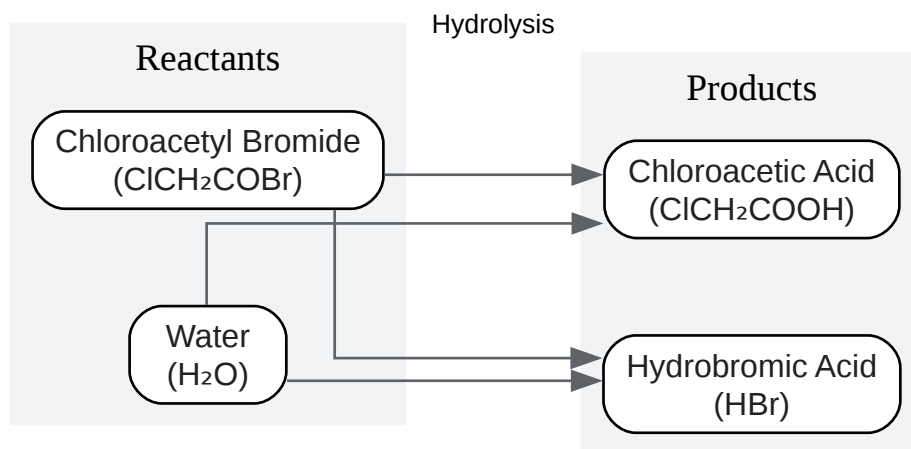 Hydrolysis
Reactants
Chloroacetyl Bromide
(ClCH₂COBr)
Water
(H₂O)
Products
Chloroacetic Acid
(ClCH₂COOH)
Hydrobromic Acid
(HBr)